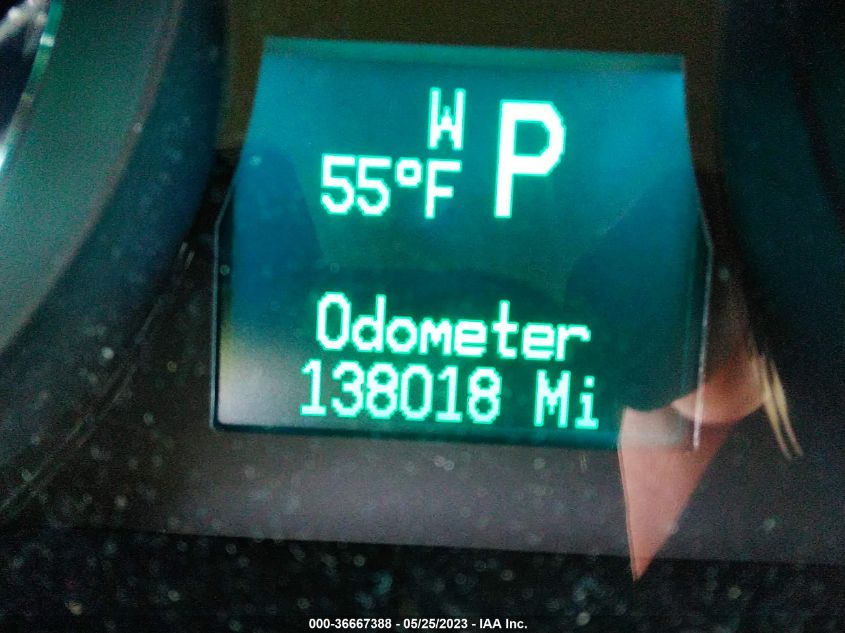 W P
55°F
Odometer
138018 Mi
000-36667388 - 05/25/2023 - IAA Inc.